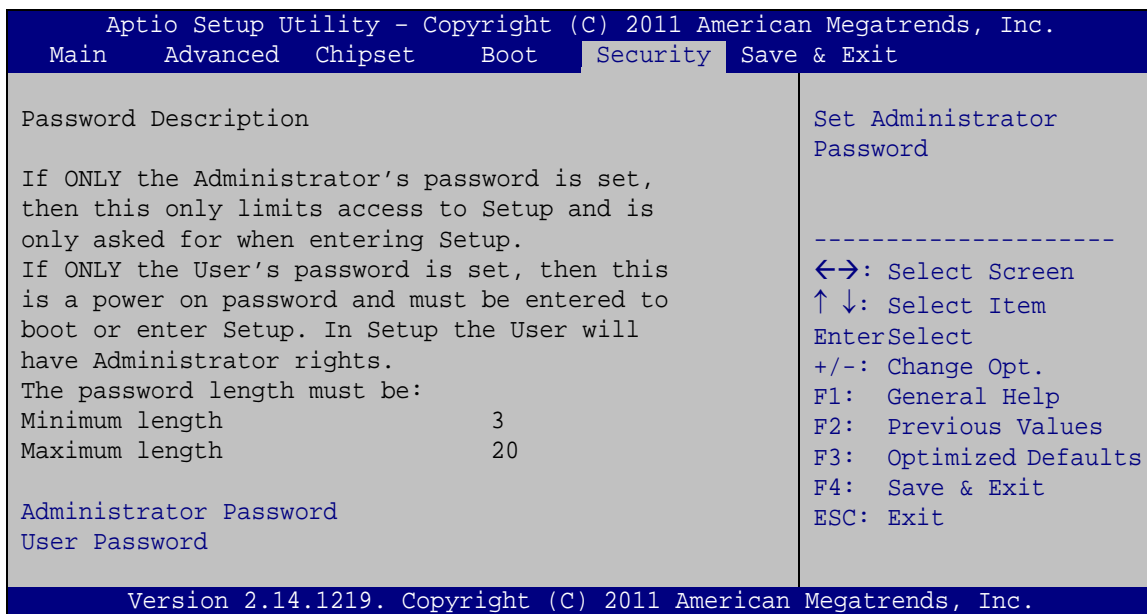 Aptio Setup Utility – Copyright (C) 2011 American Megatrends, Inc.
Main Advanced Chipset Boot Security Save & Exit
Password Description
If ONLY the Administrator’s password is set,
then this only limits access to Setup and is
only asked for when entering Setup.
If ONLY the User’s password is set, then this
is a power on password and must be entered to
boot or enter Setup. In Setup the User will
have Administrator rights.
The password length must be:
Minimum length 3
Maximum length 20
Administrator Password
User Password
Set Administrator
Password
---------------------
←→: Select Screen
↑ ↓: Select Item
EnterSelect
+/-: Change Opt.
F1: General Help
F2: Previous Values
F3: Optimized Defaults
F4: Save & Exit
ESC: Exit
Version 2.14.1219. Copyright (C) 2011 American Megatrends, Inc.